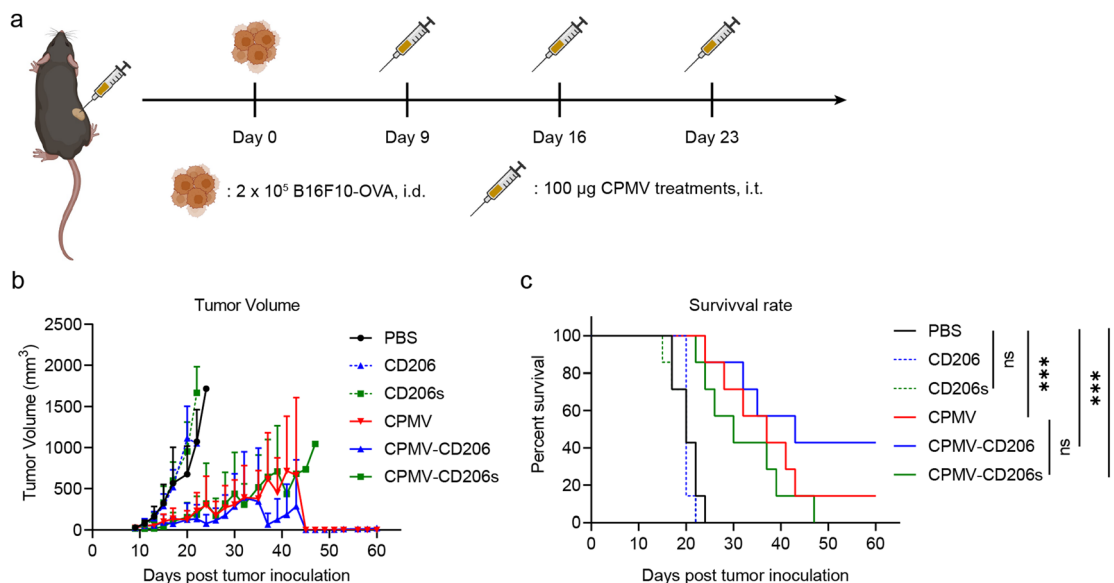 a
Day 0
Day 9
Day 16
Day 23
: 2 x 10⁵ B16F10-OVA, i.d.
: 100 µg CPMV treatments, i.t.
b
Tumor Volume
Tumor Volume (mm³)
2500
2000
1500
1000
500
0
0
10
20
30
40
50
60
Days post tumor inoculation
PBS
CD206
CD206s
CPMV
CPMV-CD206
CPMV-CD206s
c
Survivval rate
Percent survival
100
80
60
40
20
0
0
20
40
60
Days post tumor inoculation
PBS
CD206
CD206s
CPMV
CPMV-CD206
CPMV-CD206s
ns
***
ns
***